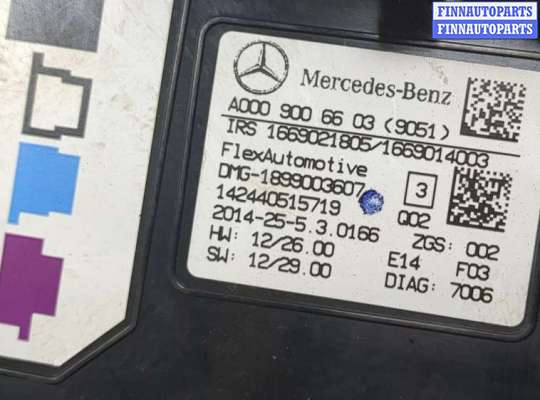 FINNAUTOPARTS
FINNAUTOPARTS
Mercedes-Benz
A000 900 66 03 (9051)
IRS 1669021805/1669014003
FlexAutomotive
DMG-1899003607
3
142440515719
Q02
ZGS: 002
2014-25-5.3.0166
E14 F03
HW: 12/26.00
DIAG: 7006
SW: 12/29.00